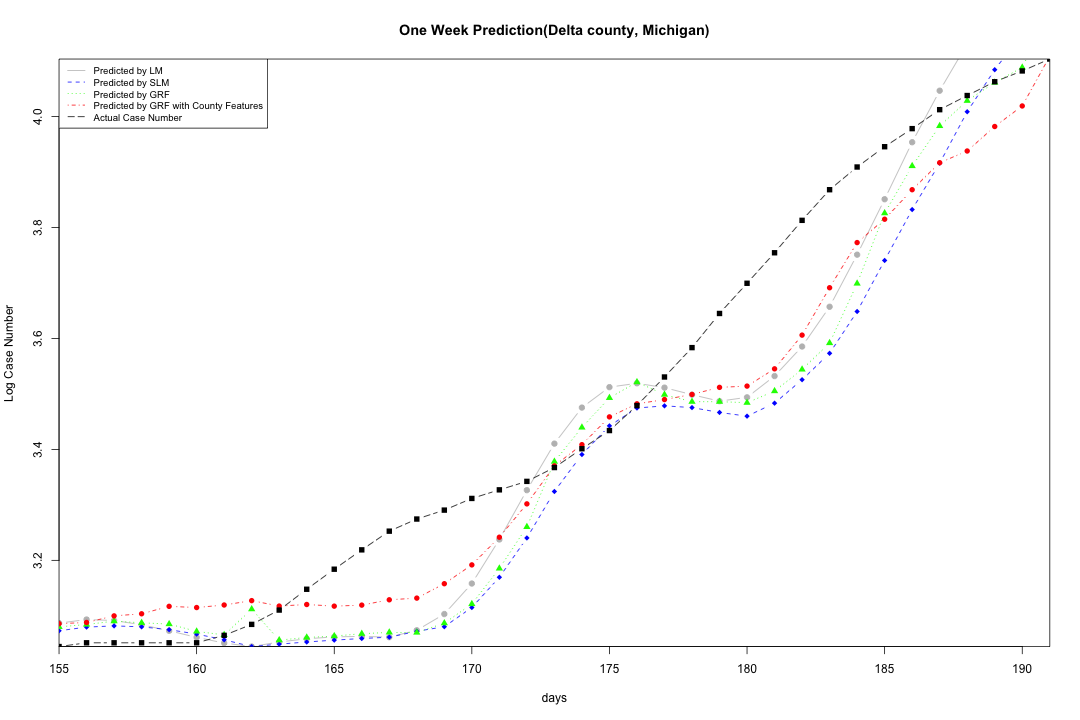 One Week Prediction(Delta county, Michigan)
Predicted by LM
Predicted by SLM
Predicted by GRF
Predicted by GRF with County Features
Actual Case Number
4.0
3.8
3.6
3.4
3.2
Log Case Number
155 160 165 170 175 180 185 190
days